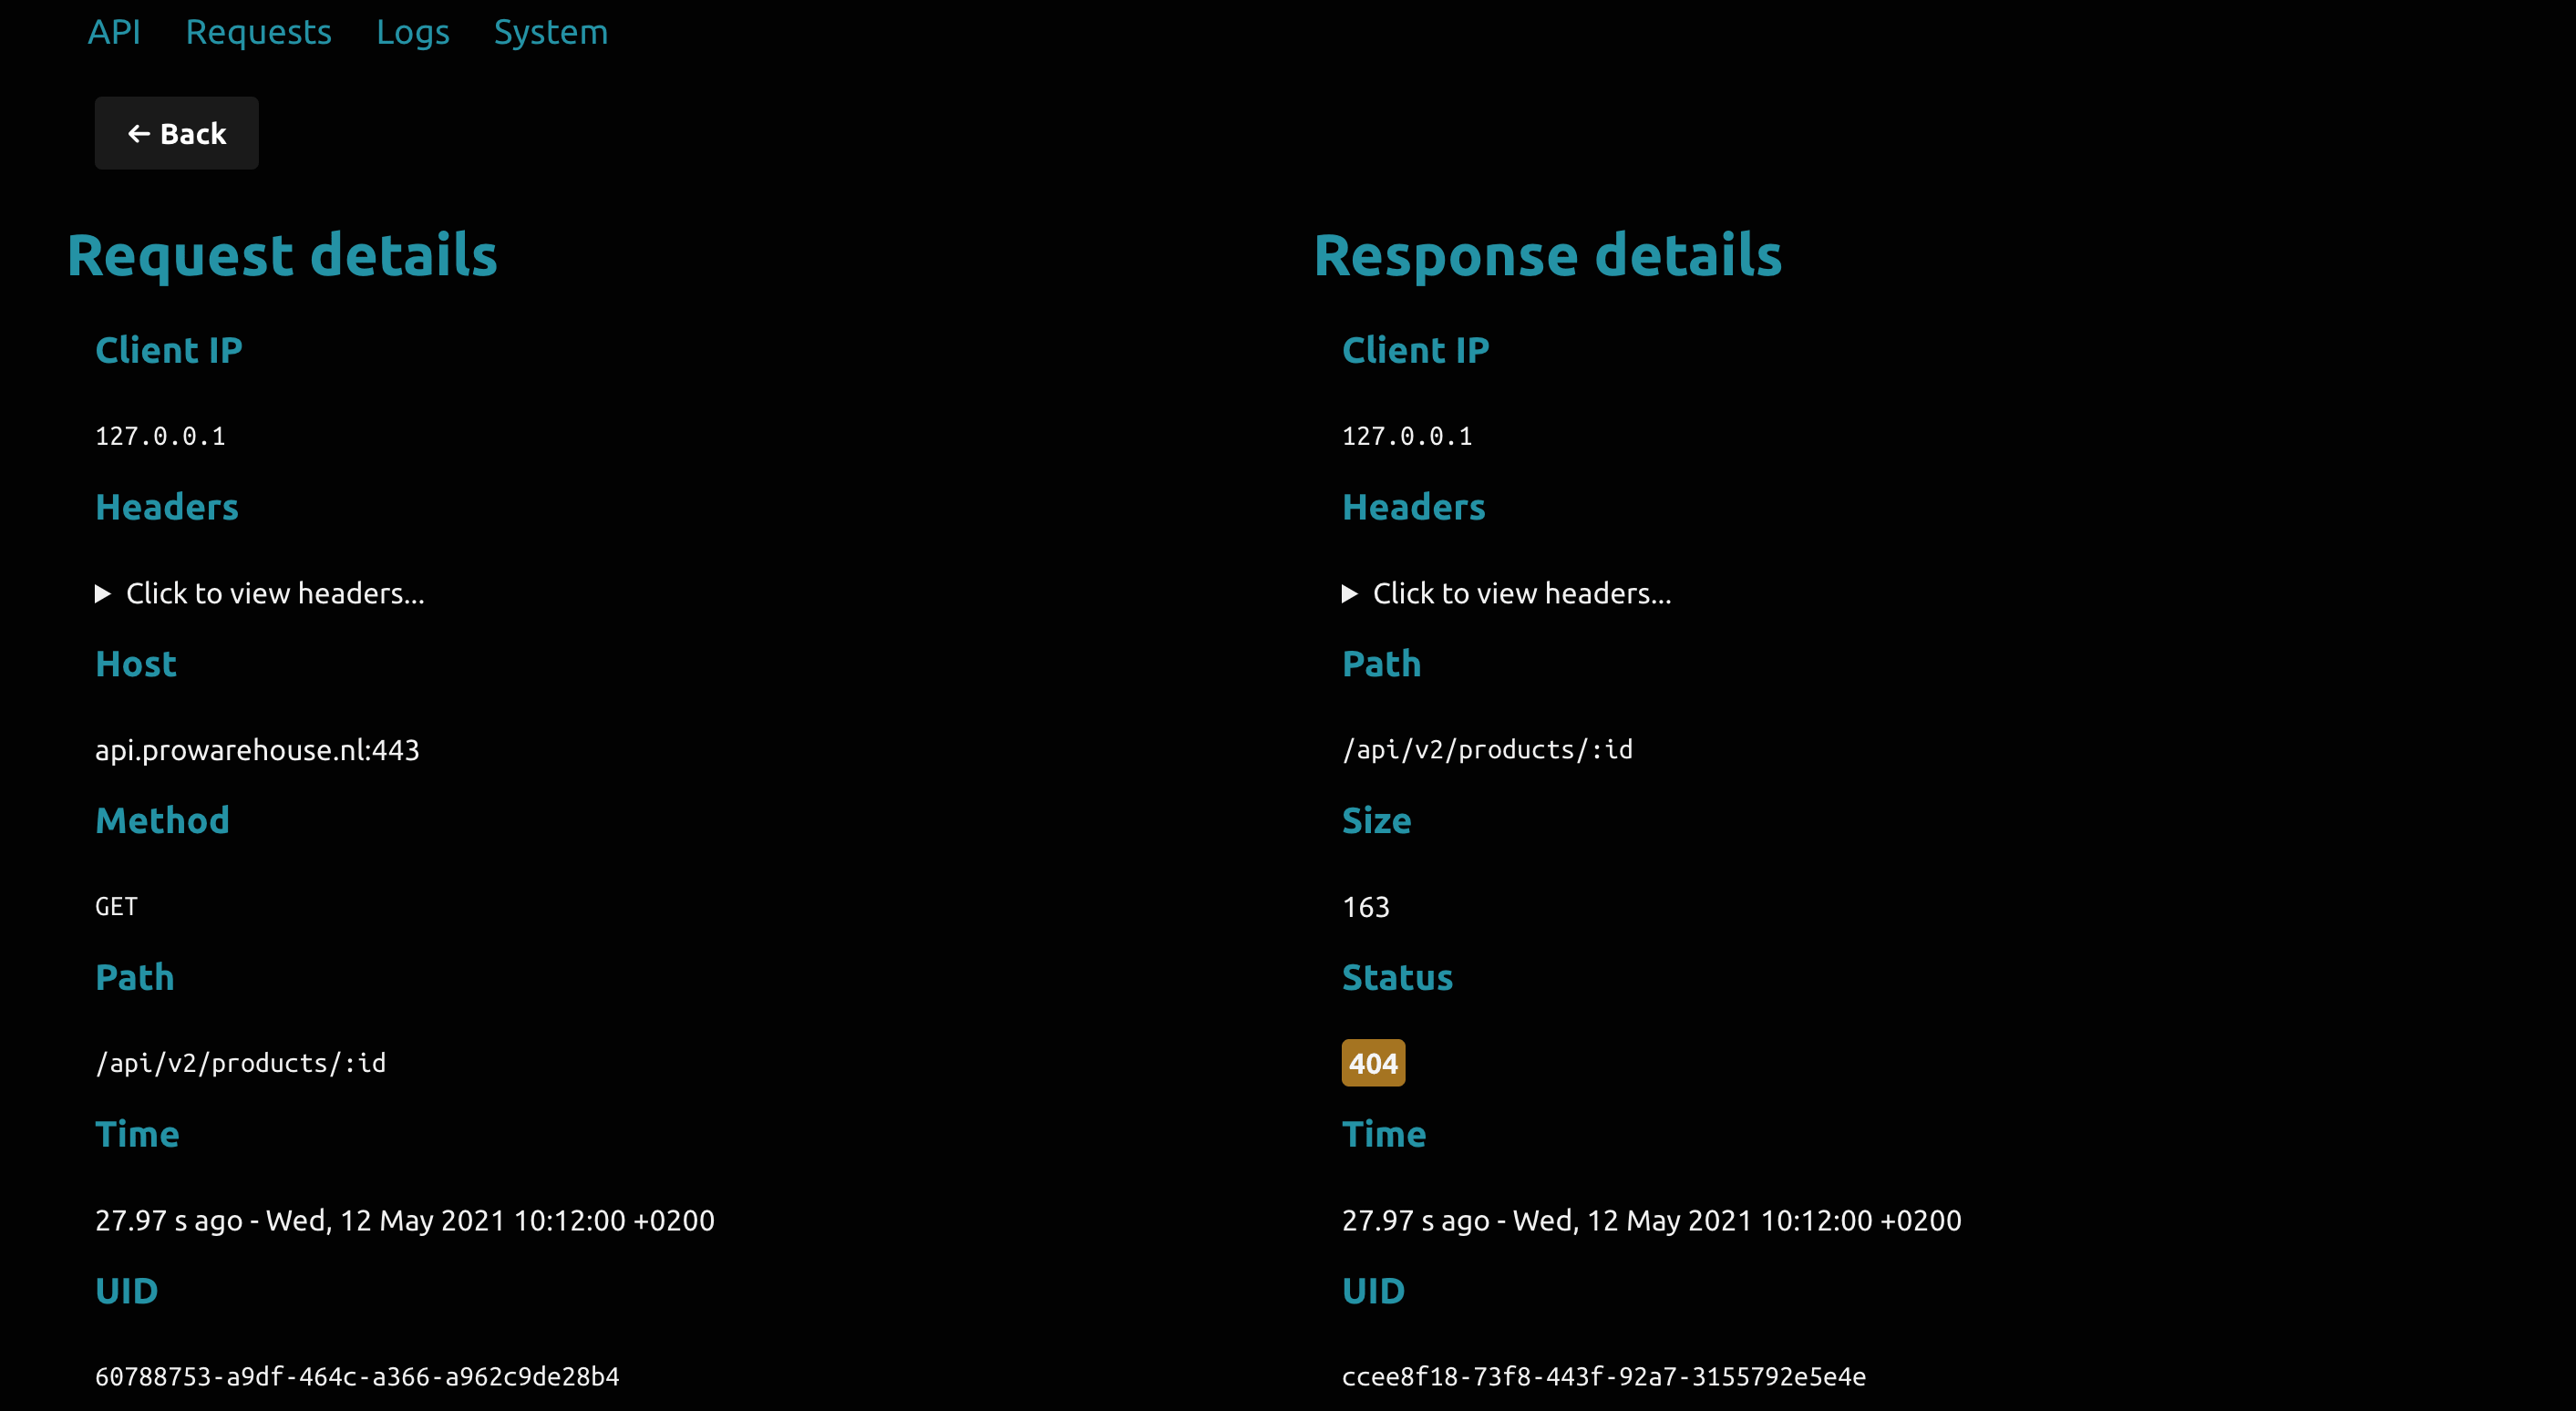 API Requests Logs System
← Back
Request details
Client IP
127.0.0.1
Headers
▶ Click to view headers...
Host
api.prowarehouse.nl:443
Method
GET
Path
/api/v2/products/:id
Time
27.97 s ago - Wed, 12 May 2021 10:12:00 +0200
UID
60788753-a9df-464c-a366-a962c9de28b4
Response details
Client IP
127.0.0.1
Headers
▶ Click to view headers...
Path
/api/v2/products/:id
Size
163
Status
404
Time
27.97 s ago - Wed, 12 May 2021 10:12:00 +0200
UID
ccee8f18-73f8-443f-92a7-3155792e5e4e